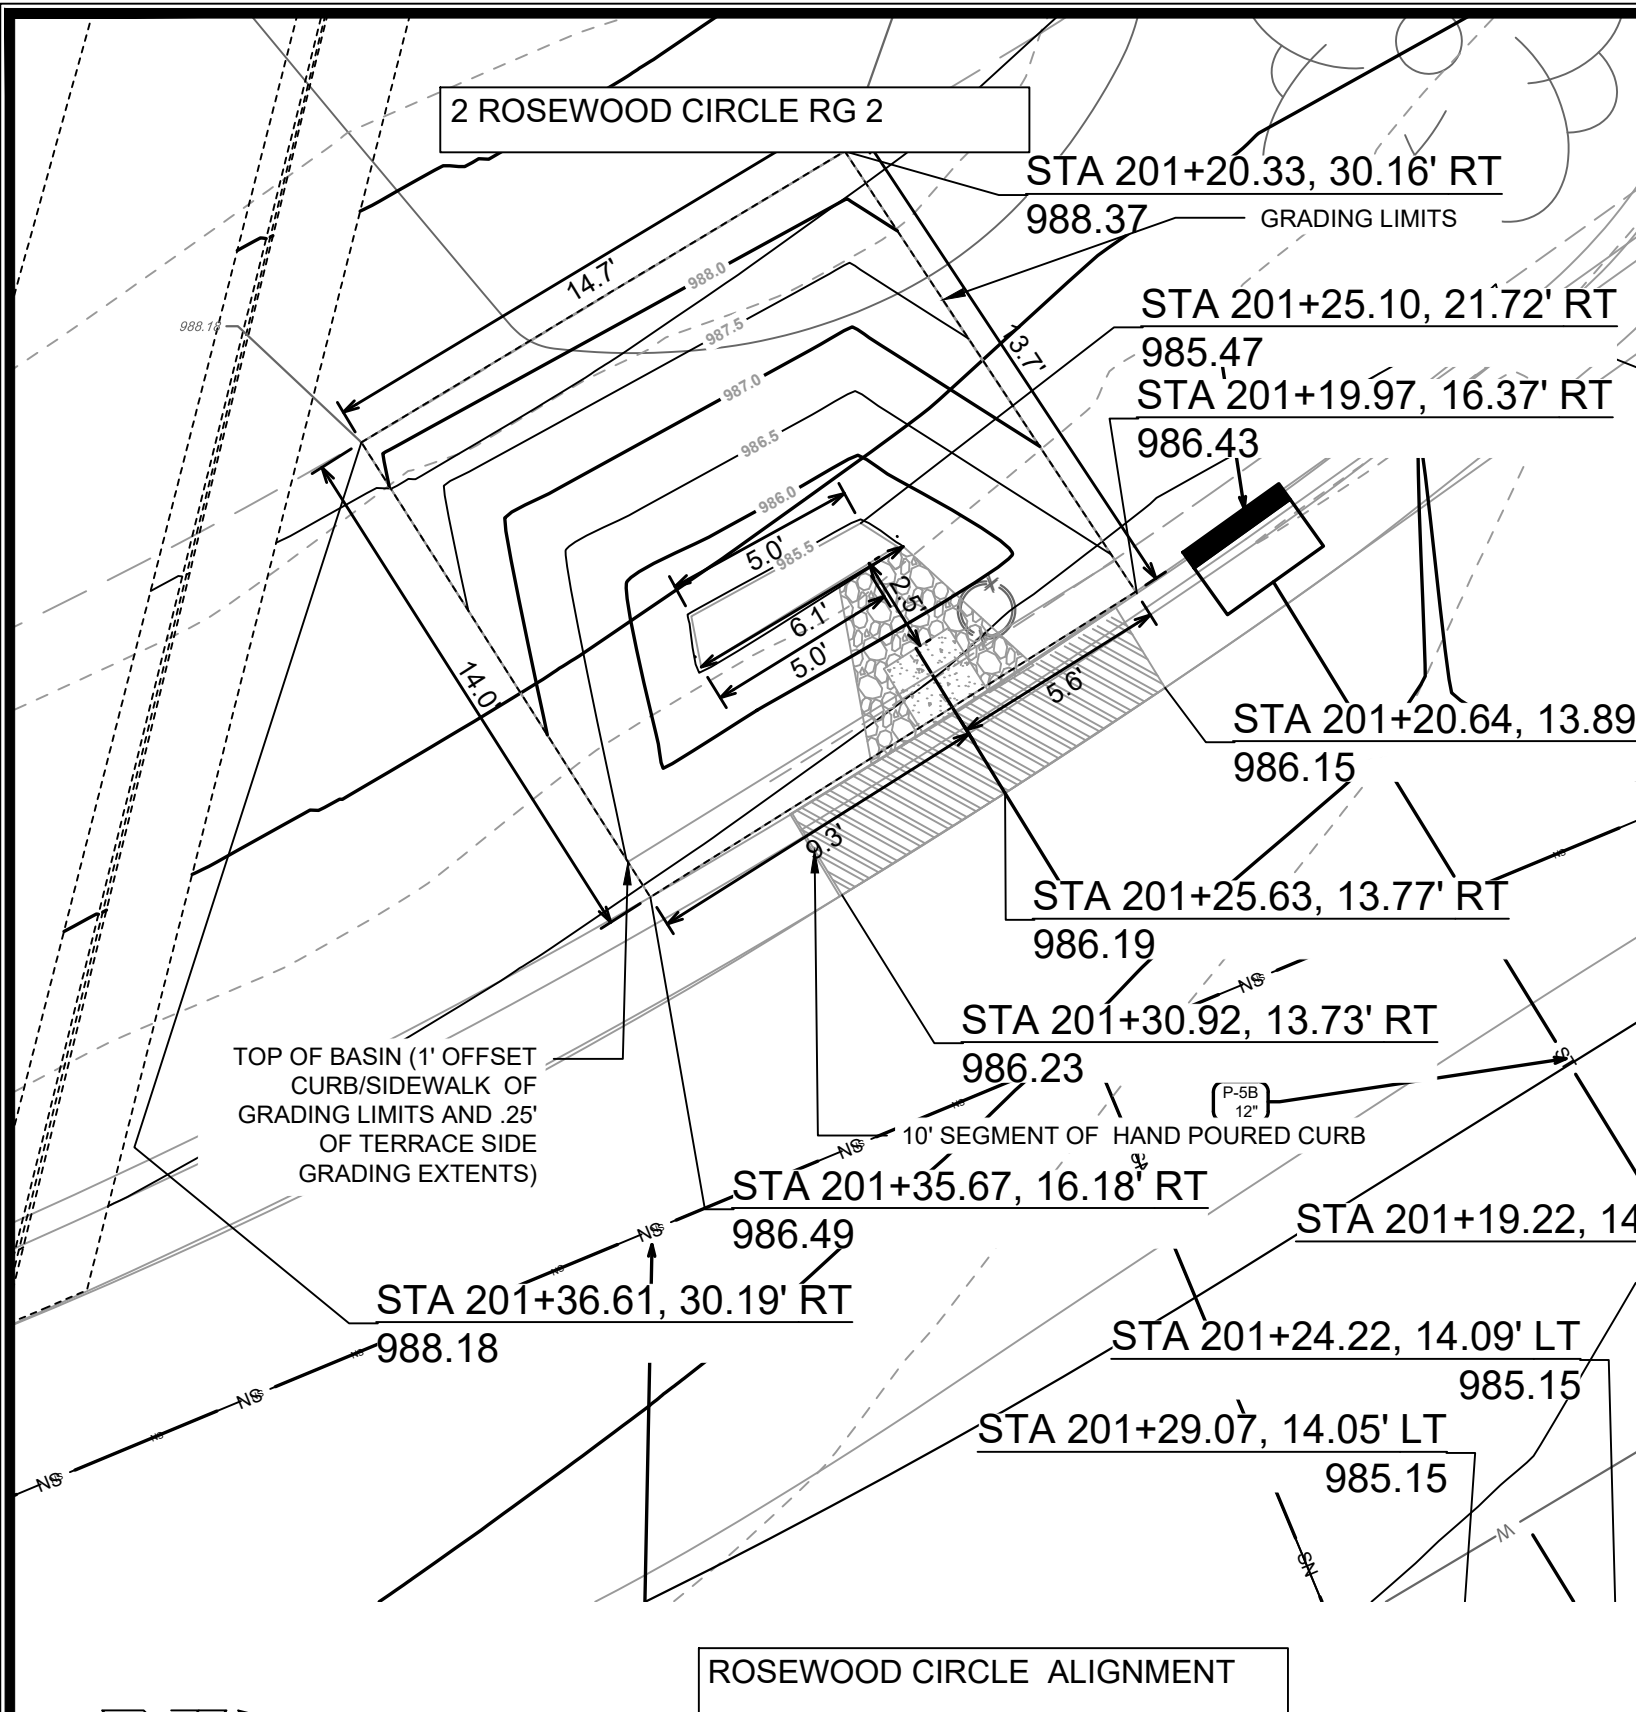 2 ROSEWOOD CIRCLE RG 2
STA 201+20.33, 30.16' RT
988.37
GRADING LIMITS
14.7'
988.0
STA 201+25.10, 21.72' RT
985.47
988.18
987.5
13.7'
987.0
STA 201+19.97, 16.37' RT
986.43
986.5
986.0
5.0'
985.5
2.5'
6.1'
5.0'
14.0'
5.6'
STA 201+20.64, 13.89
986.15
9.3'
STA 201+25.63, 13.77' RT
986.19
NS
STA 201+30.92, 13.73' RT
986.23
TOP OF BASIN (1' OFFSET
CURB/SIDEWALK OF
GRADING LIMITS AND .25'
OF TERRACE SIDE
GRADING EXTENTS)
P-5B
12"
10' SEGMENT OF HAND POURED CURB
NS
STA 201+35.67, 16.18' RT
986.49
NS
STA 201+19.22, 14
STA 201+36.61, 30.19' RT
988.18
STA 201+24.22, 14.09' LT
985.15
NS
STA 201+29.07, 14.05' LT
985.15
NS
W
NS
ROSEWOOD CIRCLE ALIGNMENT